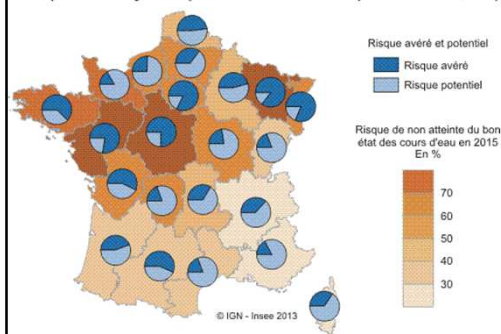 Risque avéré et potentiel
Risque avéré
Risque potentiel
Risque de non atteinte du bon
état des cours d'eau en 2015
En %
70
60
50
40
30
© IGN - Insee 2013